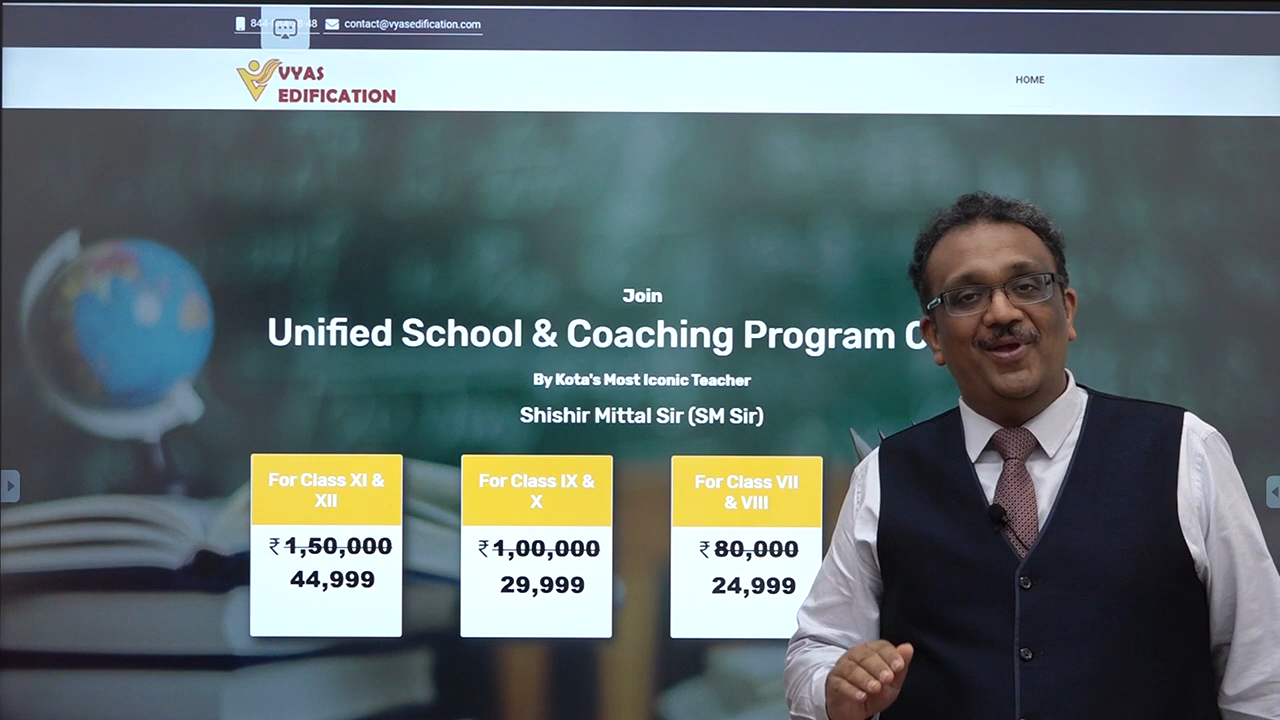 contact@vyasedification.com
VYAS
EDIFICATION
HOME
Join
Unified School & Coaching Program
By Kota's Most Iconic Teacher
Shishir Mittal Sir (SM Sir)
For Class XI &
XII
₹1,50,000
44,999
For Class IX &
X
₹1,00,000
29,999
For Class VII
& VIII
₹80,000
24,999